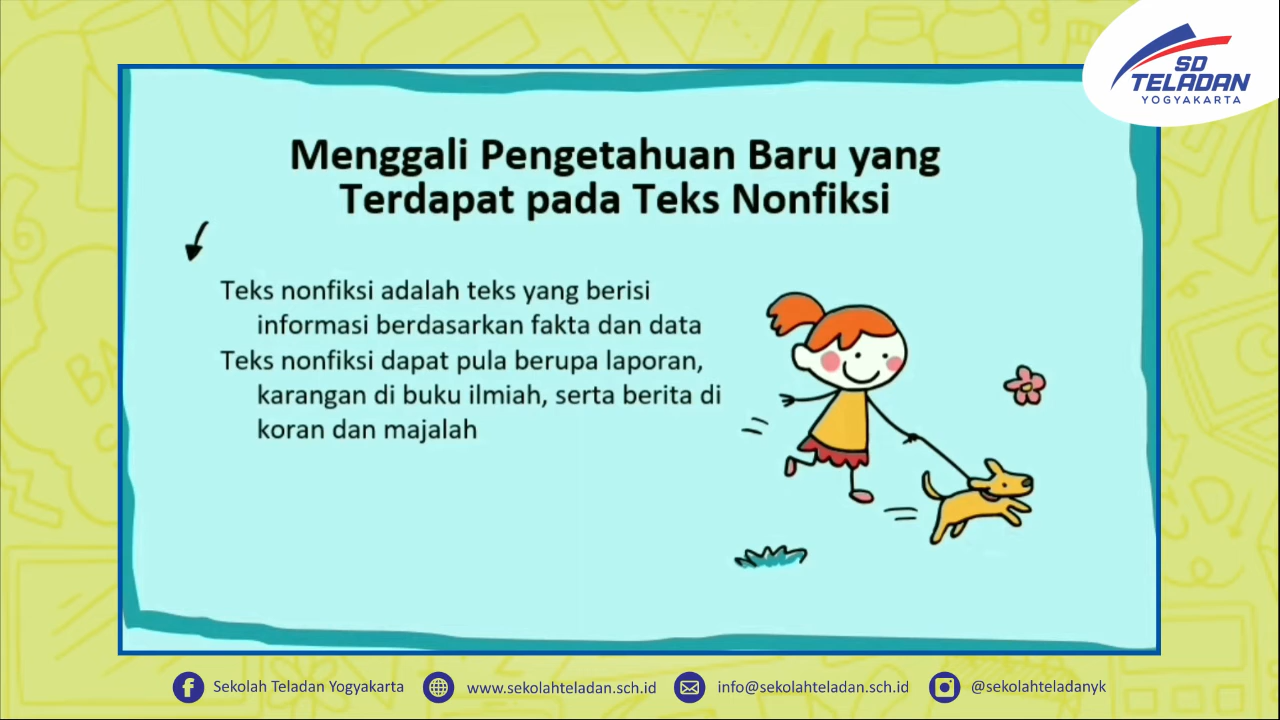 SD
TELADAN
YOGYAKARTA
Menggali Pengetahuan Baru yang
Terdapat pada Teks Nonfiksi
Teks nonfiksi adalah teks yang berisi
informasi berdasarkan fakta dan data
Teks nonfiksi dapat pula berupa laporan,
karangan di buku ilmiah, serta berita di
koran dan majalah
Sekolah Teladan Yogyakarta
www.sekolahteladan.sch.id
info@sekolahteladan.sch.id
@sekolahteladanyk